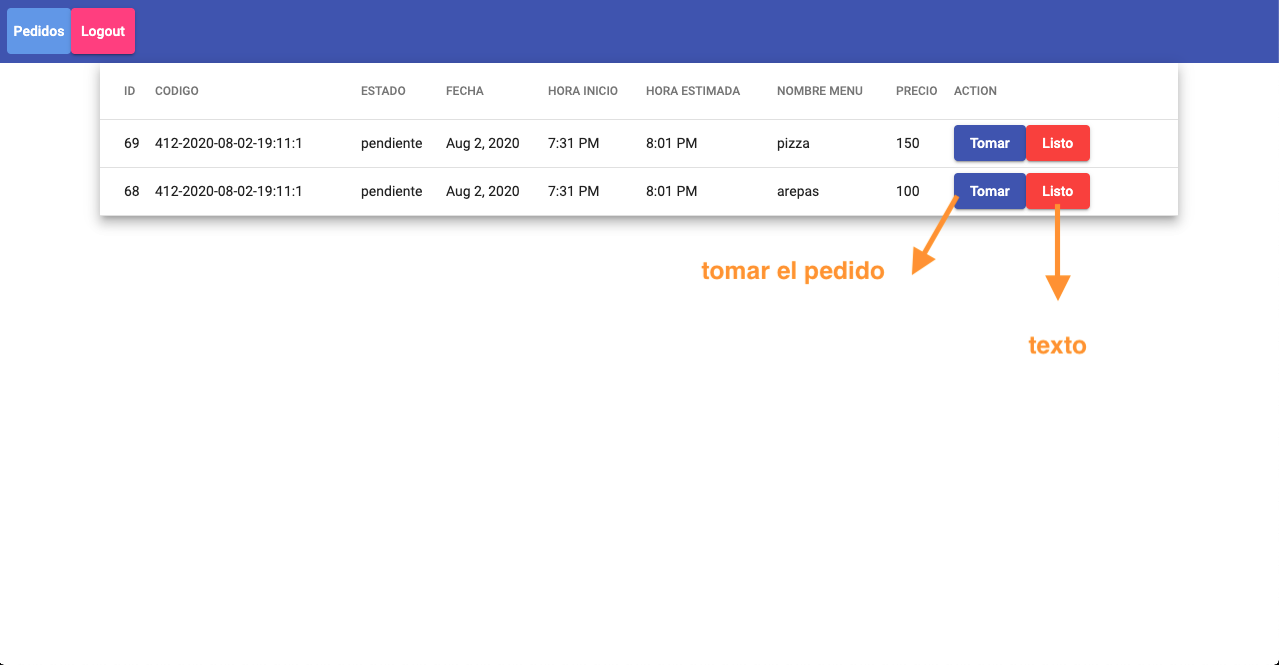 Pedidos Logout
ID CODIGO ESTADO FECHA HORA INICIO HORA ESTIMADA NOMBRE MENU PRECIO ACTION
69 412-2020-08-02-19:11:1 pendiente Aug 2, 2020 7:31 PM 8:01 PM pizza 150 Tomar Listo
68 412-2020-08-02-19:11:1 pendiente Aug 2, 2020 7:31 PM 8:01 PM arepas 100 Tomar Listo
tomar el pedido
texto